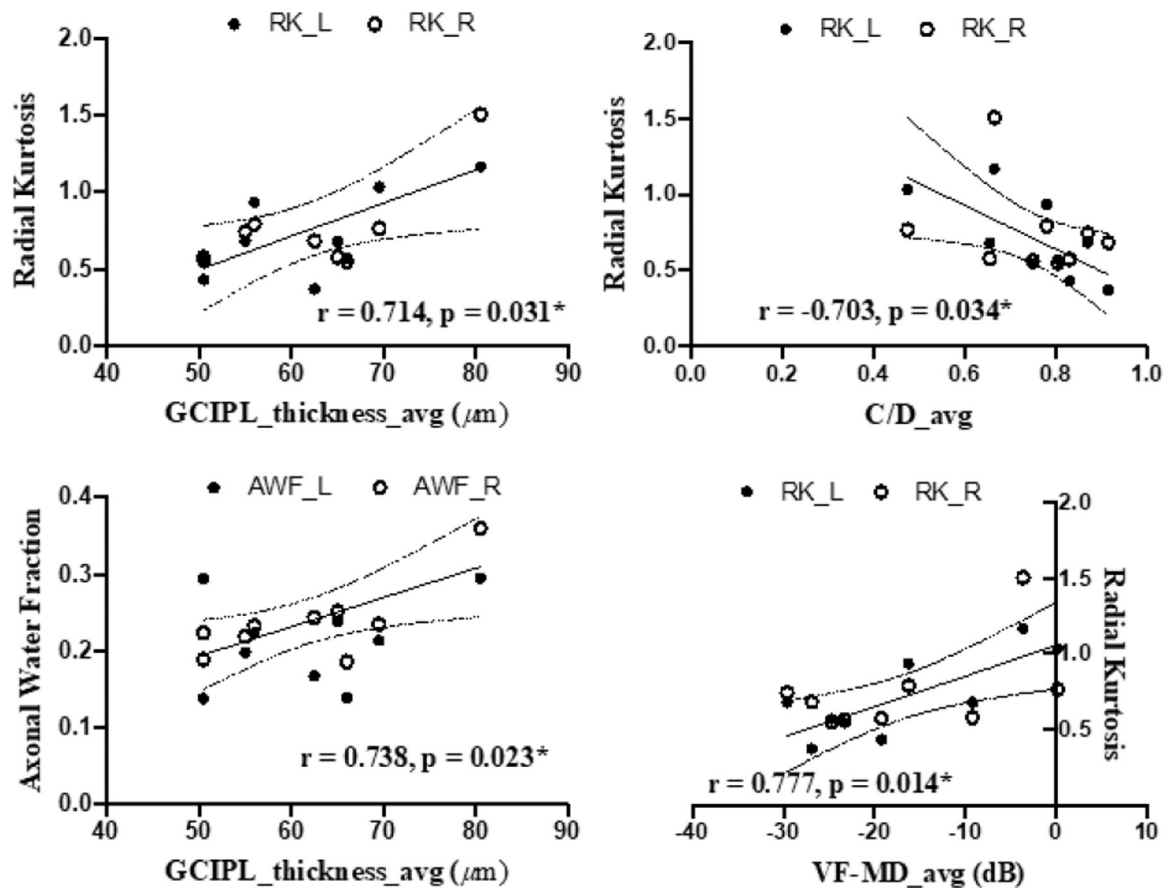 RK_L RK_R
2.0
1.5
1.0
0.5
0.0
Radial Kurtosis
r = 0.714, p = 0.031*
40 50 60 70 80 90
GCIPL_thickness_avg (μm)
RK_L RK_R
2.0
1.5
1.0
0.5
0.0
Radial Kurtosis
r = -0.703, p = 0.034*
0.0 0.2 0.4 0.6 0.8 1.0
C/D_avg
AWF_L AWF_R
0.4
0.3
0.2
0.1
0.0
Axonal Water Fraction
r = 0.738, p = 0.023*
40 50 60 70 80 90
GCIPL_thickness_avg (μm)
RK_L RK_R
2.0
1.5
1.0
0.5
Radial Kurtosis
r = 0.777, p = 0.014*
-40 -30 -20 -10 0 10
VF-MD_avg (dB)